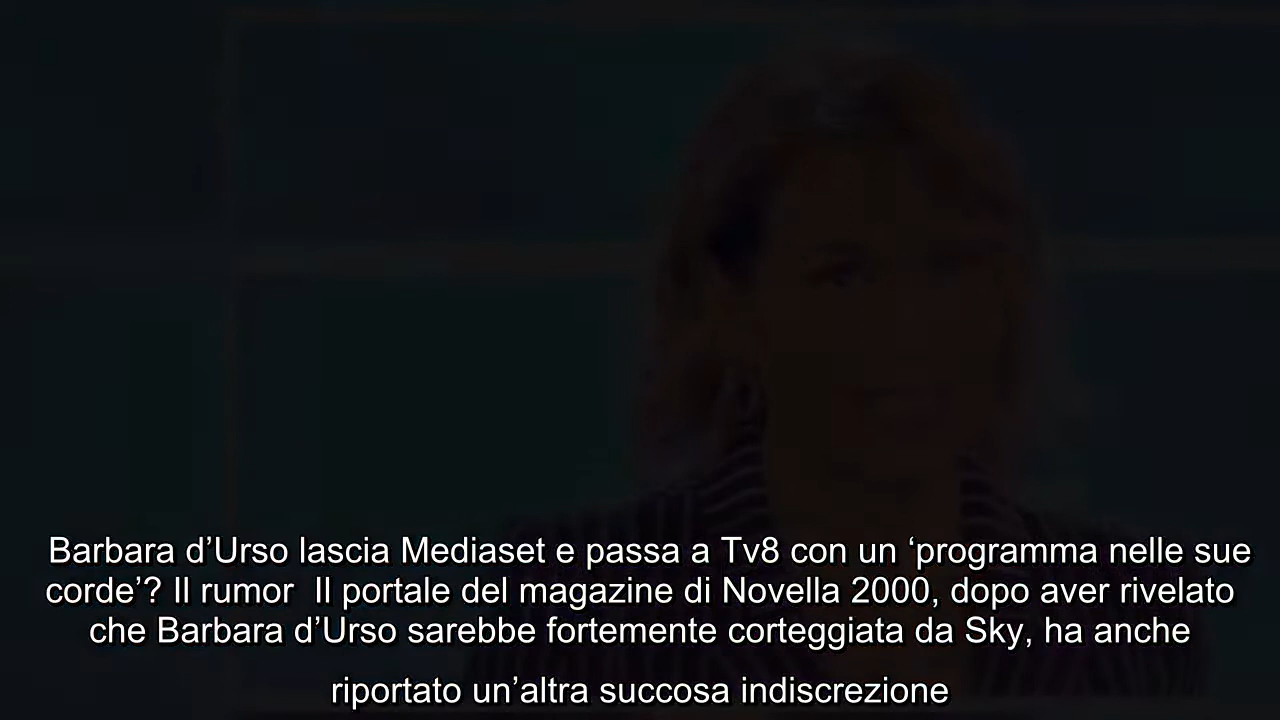 Barbara d’Urso lascia Mediaset e passa a Tv8 con un ‘programma nelle sue
corde’? Il rumor  Il portale del magazine di Novella 2000, dopo aver rivelato
che Barbara d’Urso sarebbe fortemente corteggiata da Sky, ha anche
riportato un’altra succosa indiscrezione